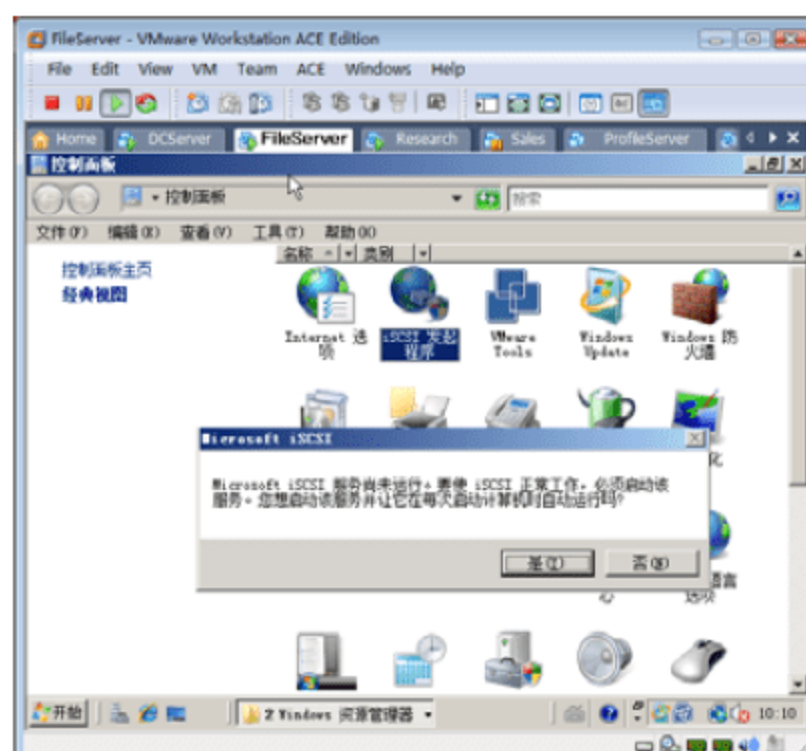 FileServer - VMware Workstation ACE Edition
File Edit View VM Team ACE Windows Help
Home DCServer FileServer Research Sales ProfileServer
控制面板
控制面板 搜索
文件(F) 编辑(E) 查看(V) 工具(T) 帮助(H)
名称 类别
控制面板主页
经典视图
Internet 选项
iSCSI 发起程序
VMware Tools
Windows Update
Windows 防火墙
Microsoft iSCSI
Microsoft iSCSI 服务尚未运行。要使 iSCSI 正常工作，必须启动该
服务。您想启动该服务并让它在每次启动计算机时自动运行吗?
是(Y) 否(N)
化
心
语言
选项
开始 2 Windows 资源管理器 10:10